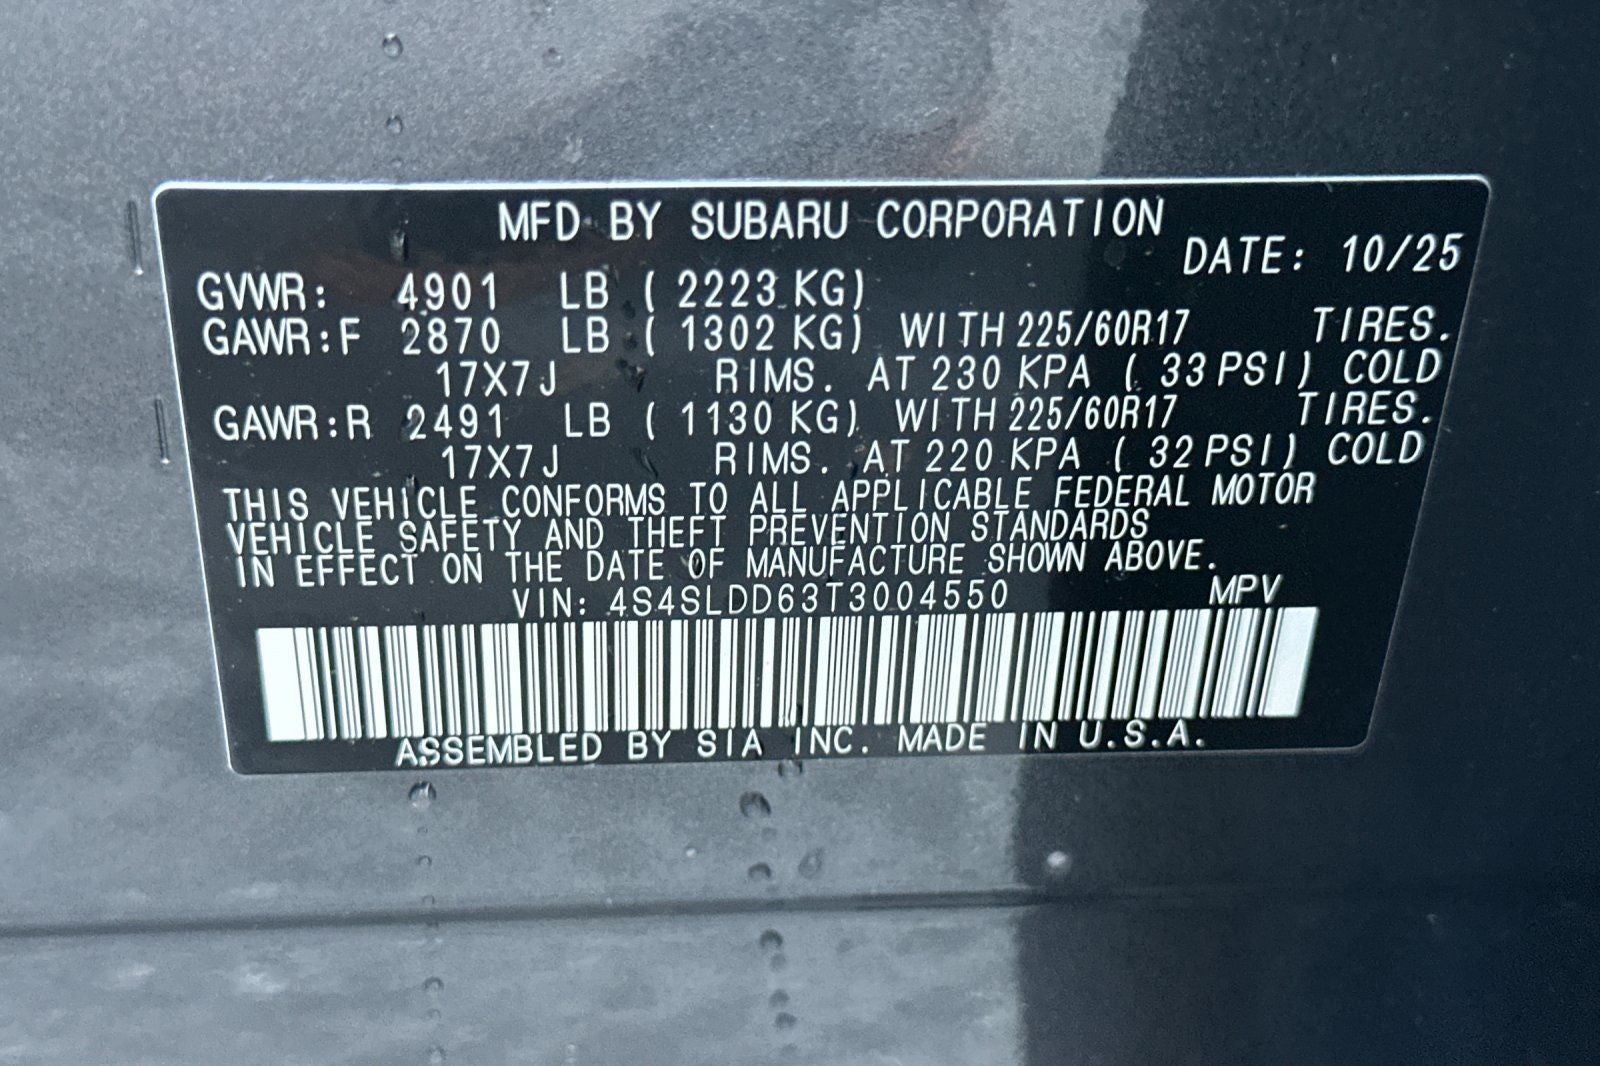 MFD BY SUBARU CORPORATION
DATE: 10/25
GVWR: 4901 LB ( 2223 KG)
GAWR:F 2870 LB ( 1302 KG) WITH 225/60R17 TIRES.
17X7J RIMS. AT 230 KPA ( 33 PSI) COLD
GAWR:R 2491 LB ( 1130 KG) WITH 225/60R17 TIRES.
17X7J RIMS. AT 220 KPA ( 32 PSI) COLD
THIS VEHICLE CONFORMS TO ALL APPLICABLE FEDERAL MOTOR
VEHICLE SAFETY AND THEFT PREVENTION STANDARDS
IN EFFECT ON THE DATE OF MANUFACTURE SHOWN ABOVE.
VIN: 4S4SLDD63T3004550 MPV
ASSEMBLED BY SIA INC. MADE IN U.S.A.